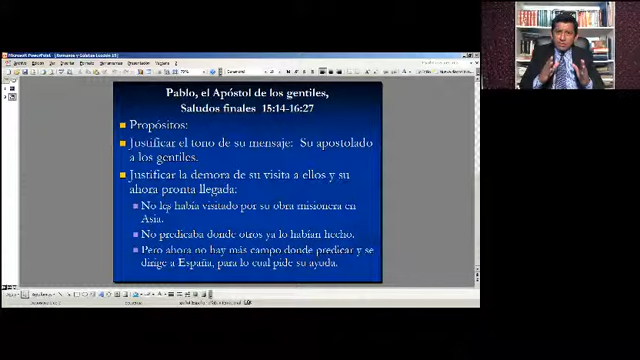 Pablo, el Apóstol de los gentiles,
Saludos finales 15:14-16:27
Propósitos:
Justificar el tono de su mensaje: Su apostolado
a los gentiles.
Justificar la demora de su visita a ellos y su
ahora pronta llegada:
No les había visitado por su obra misionera en
Asia.
No predicaba donde otros ya lo habían hecho.
Pero ahora no hay más campo donde predicar y se
dirige a España, para lo cual pide su ayuda.